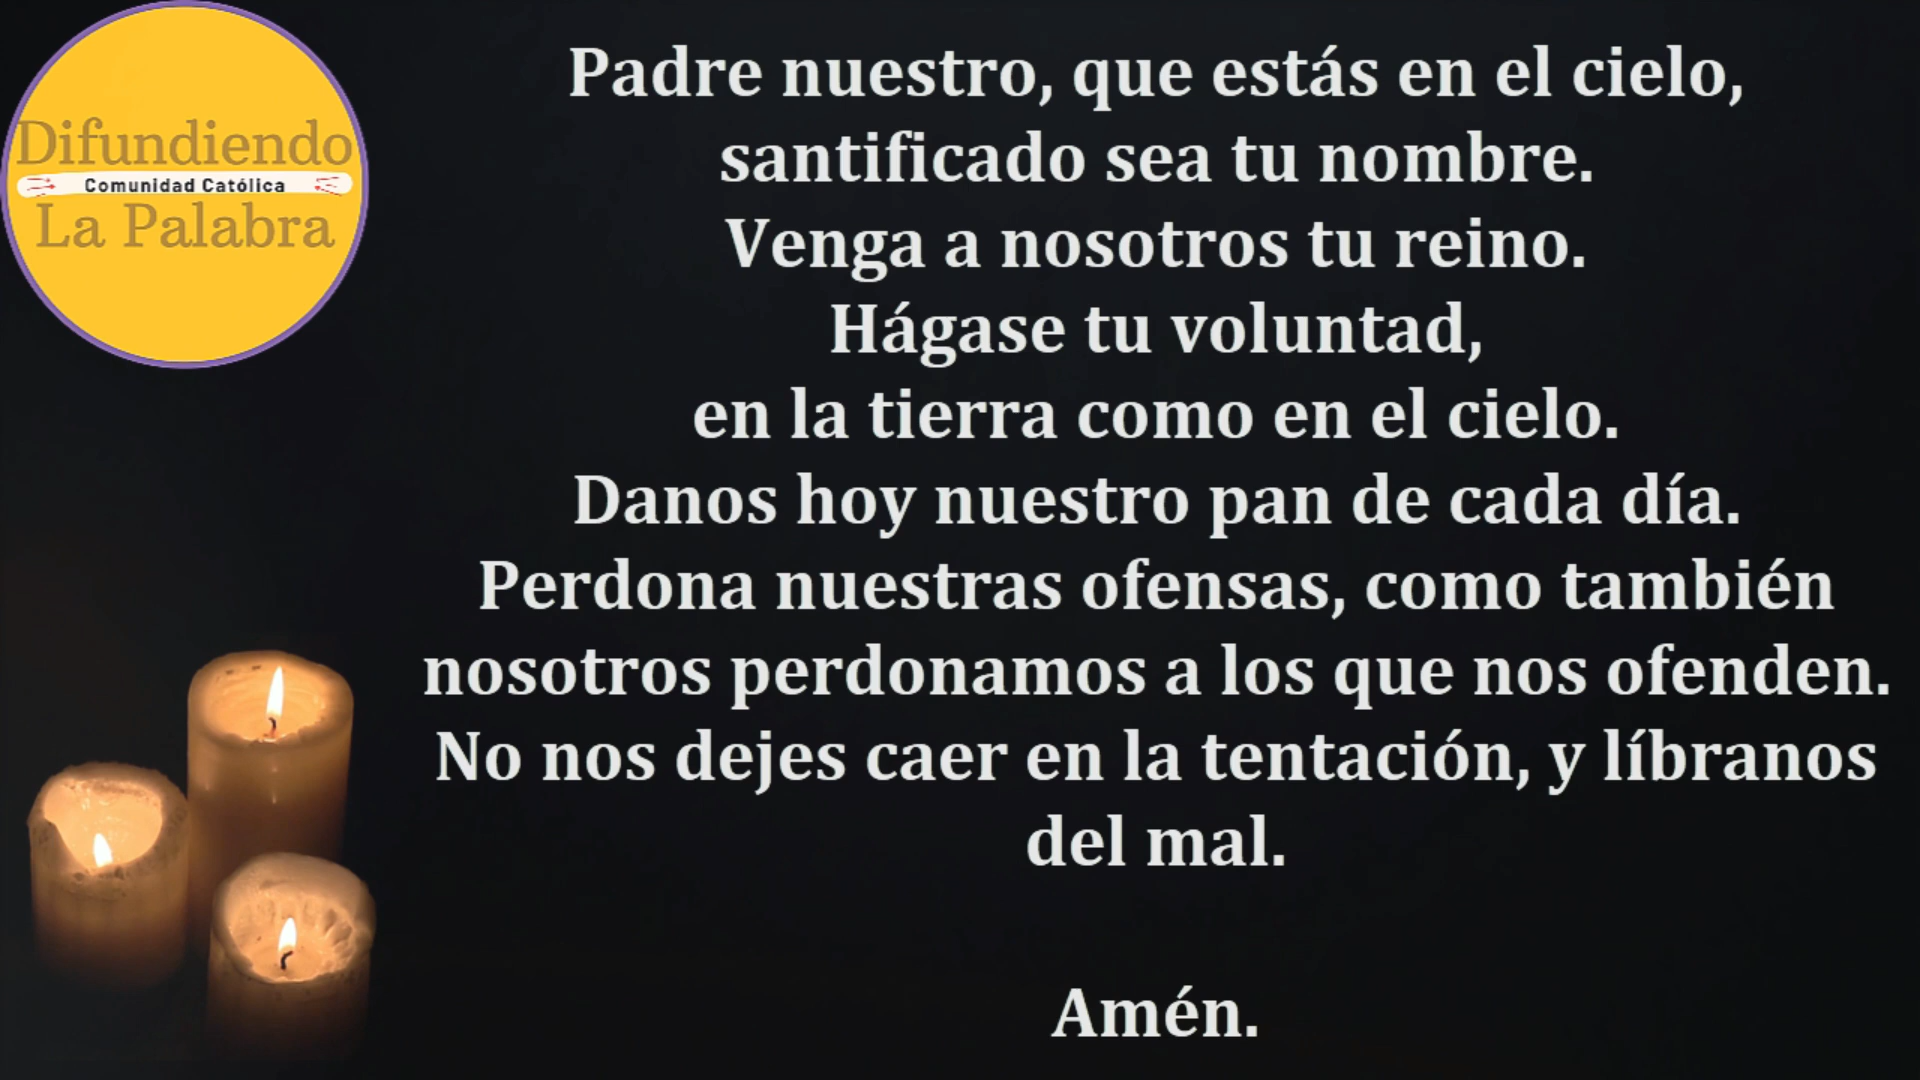 Difundiendo
Comunidad Católica
La Palabra
Padre nuestro, que estás en el cielo,
santificado sea tu nombre.
Venga a nosotros tu reino.
Hágase tu voluntad,
en la tierra como en el cielo.
Danos hoy nuestro pan de cada día.
Perdona nuestras ofensas, como también
nosotros perdonamos a los que nos ofenden.
No nos dejes caer en la tentación, y líbranos
del mal.
Amén.